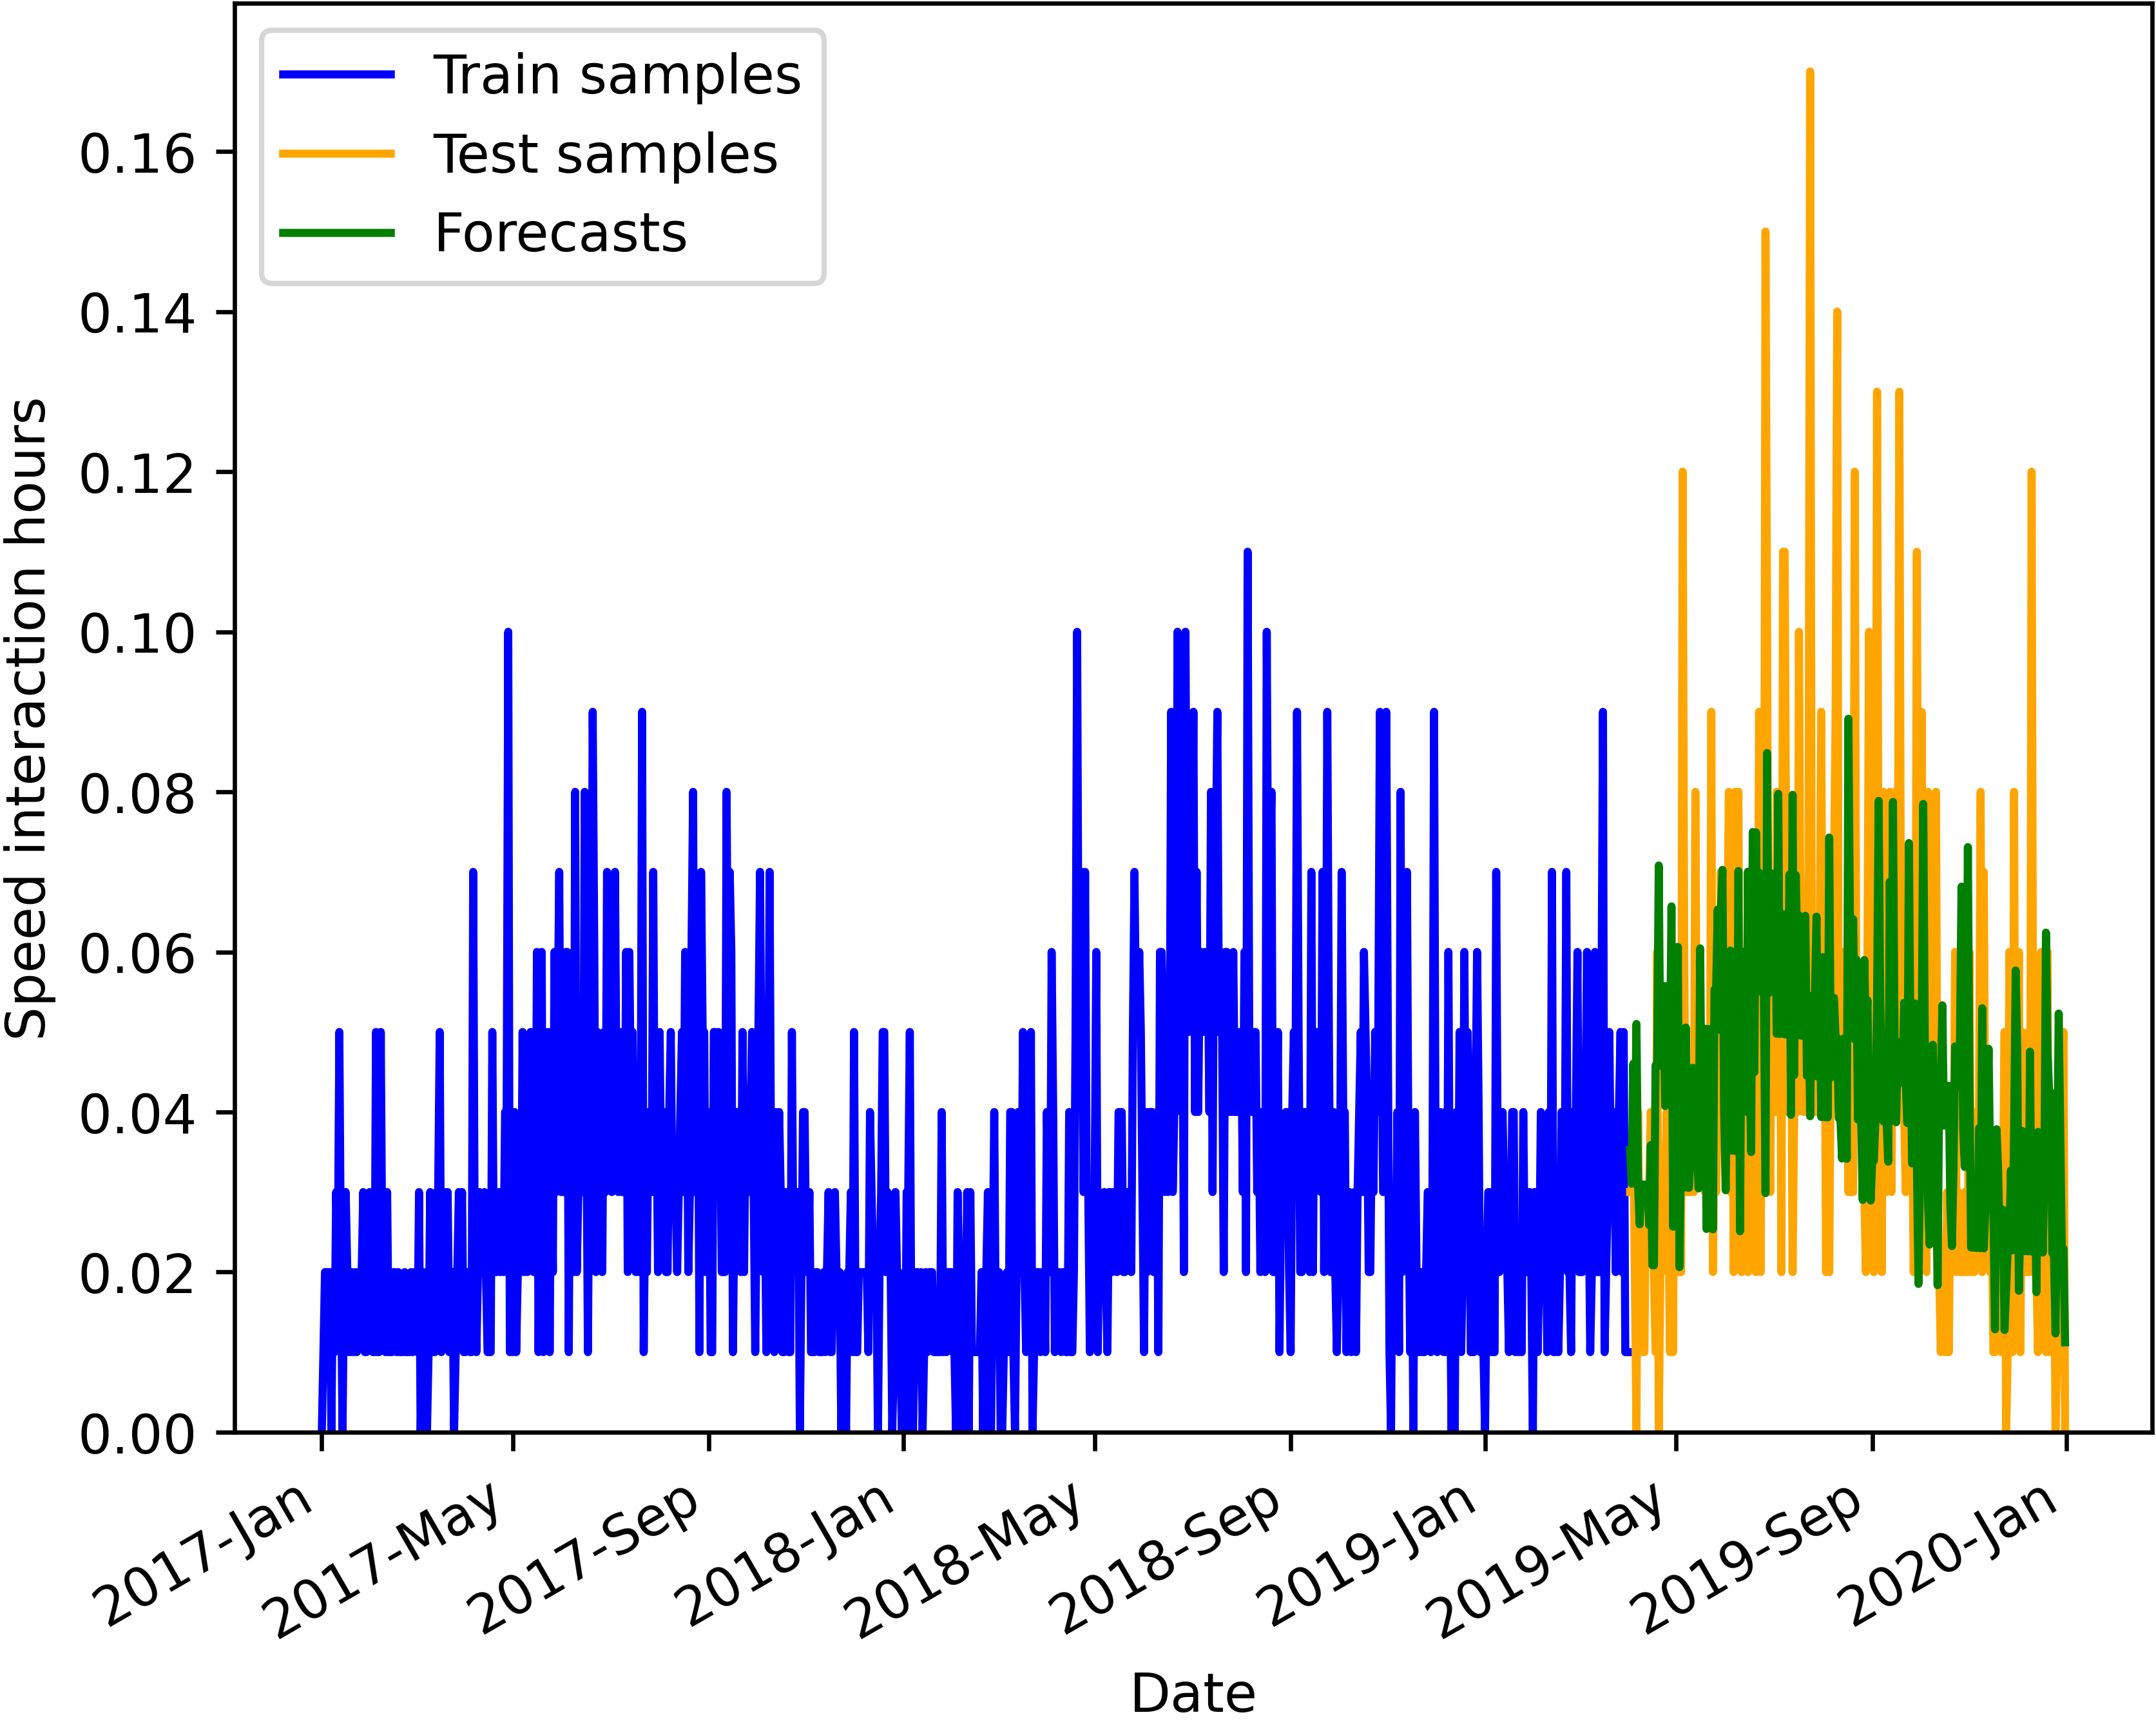 Train samples
Test samples
Forecasts
0.16
0.14
0.12
0.10
0.08
0.06
0.04
0.02
0.00
Speed interaction hours
2017-Jan
2017-May
2017-Sep
2018-Jan
2018-May
2018-Sep
2019-Jan
2019-May
2019-Sep
2020-Jan
Date